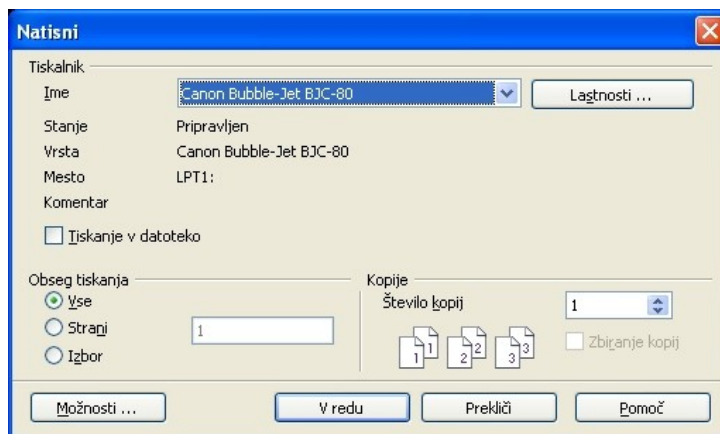 Natisni
Tiskalnik
Ime Canon Bubble-Jet BJC-80 Lastnosti ...
Stanje Pripravljen
Vrsta Canon Bubble-Jet BJC-80
Mesto LPT1:
Komentar
Tiskanje v datoteko
Obseg tiskanja
Vse
Strani 1
Izbor
Kopije
Število kopij 1
1 1 2 2 3 3
Zbiranje kopij
Možnosti ... V redu Prekliči Pomoč